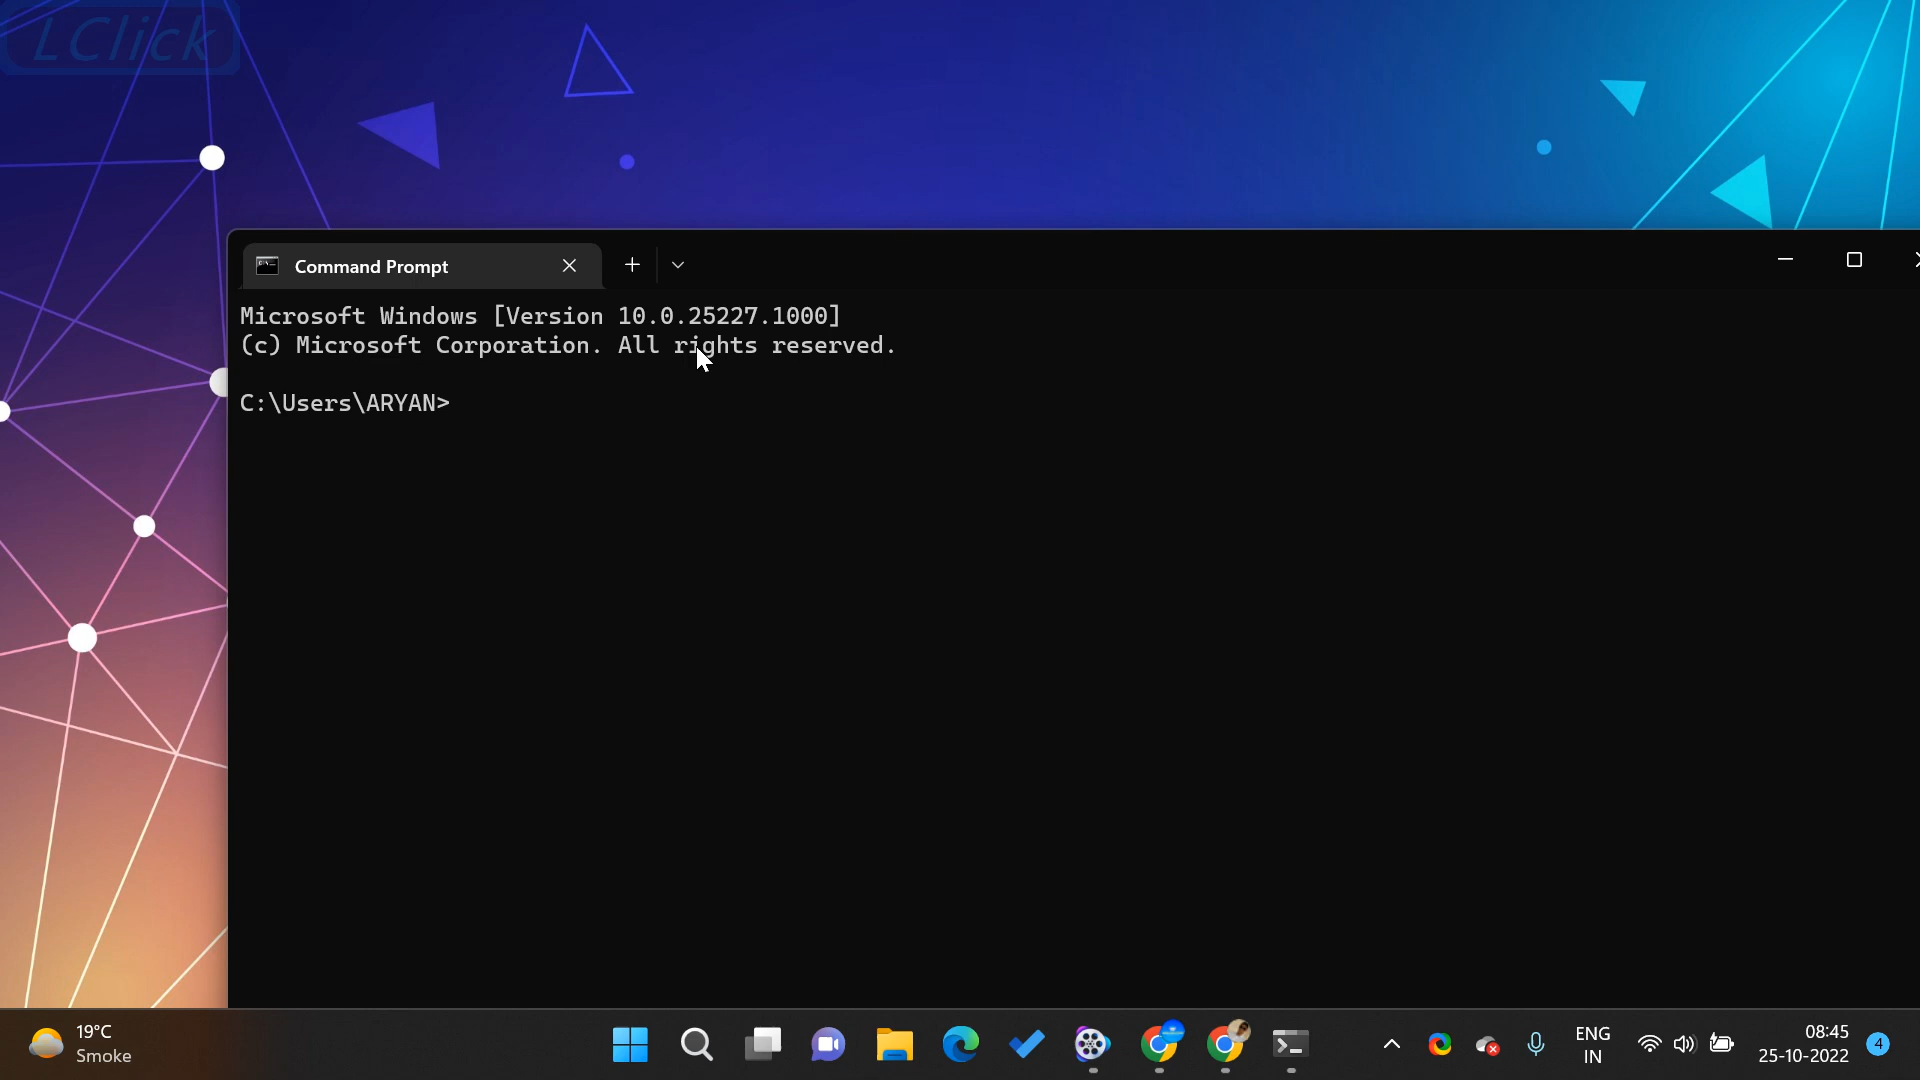 LClick
Command Prompt
Microsoft Windows [Version 10.0.25227.1000]
(c) Microsoft Corporation. All rights reserved.
C:\Users\ARYAN>
19°C
Smoke
ENG
IN
08:45
25-10-2022
4